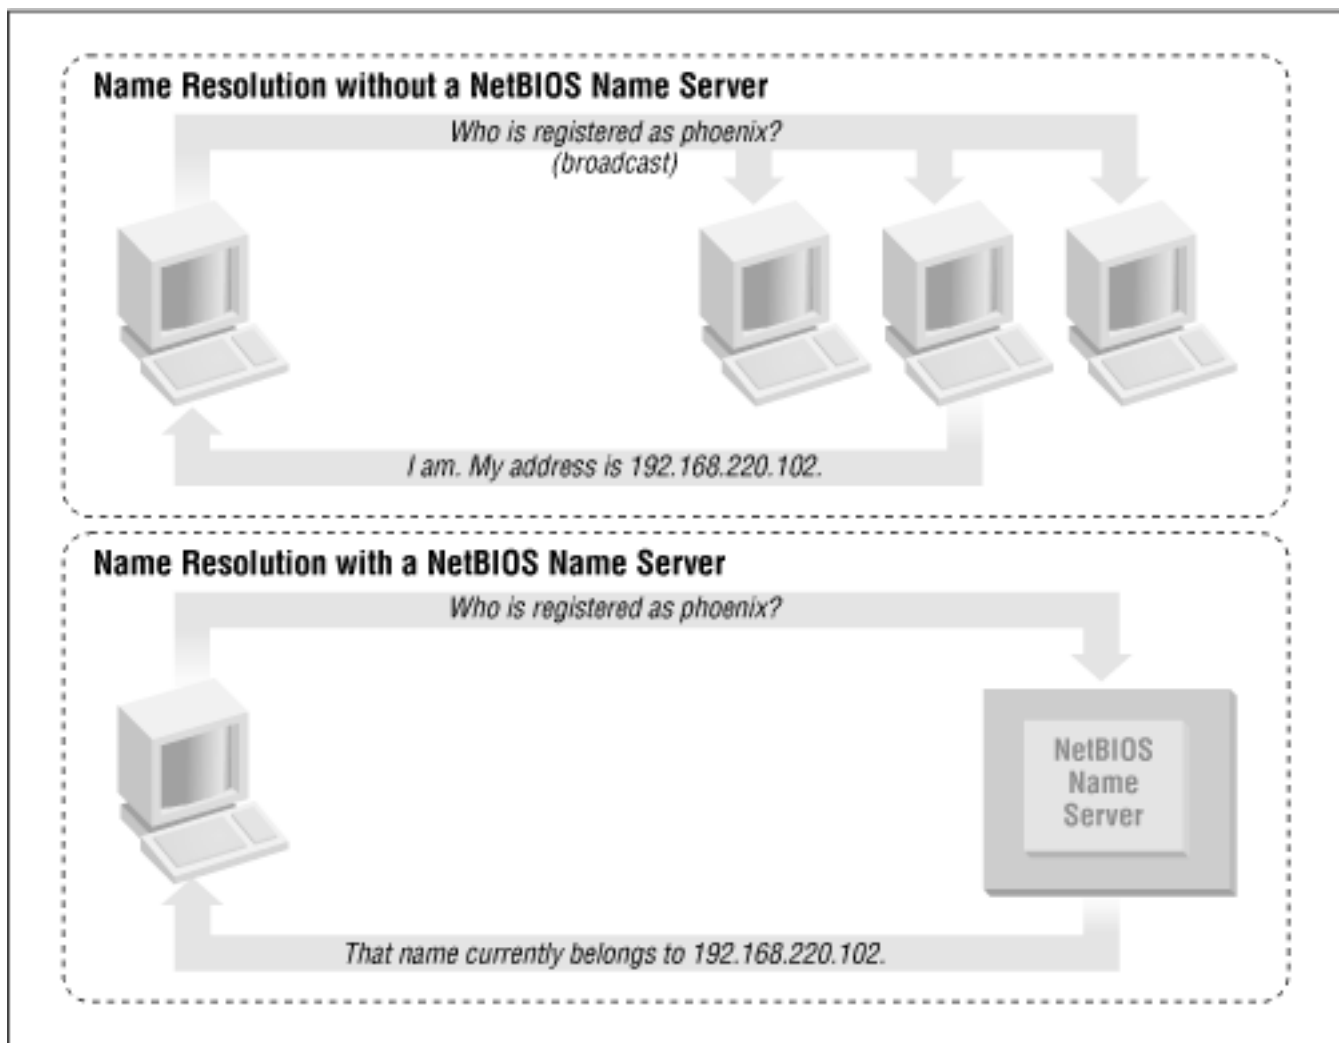 Name Resolution without a NetBIOS Name Server
Who is registered as phoenix?
(broadcast)
I am. My address is 192.168.220.102.
Name Resolution with a NetBIOS Name Server
Who is registered as phoenix?
NetBIOS
Name
Server
That name currently belongs to 192.168.220.102.